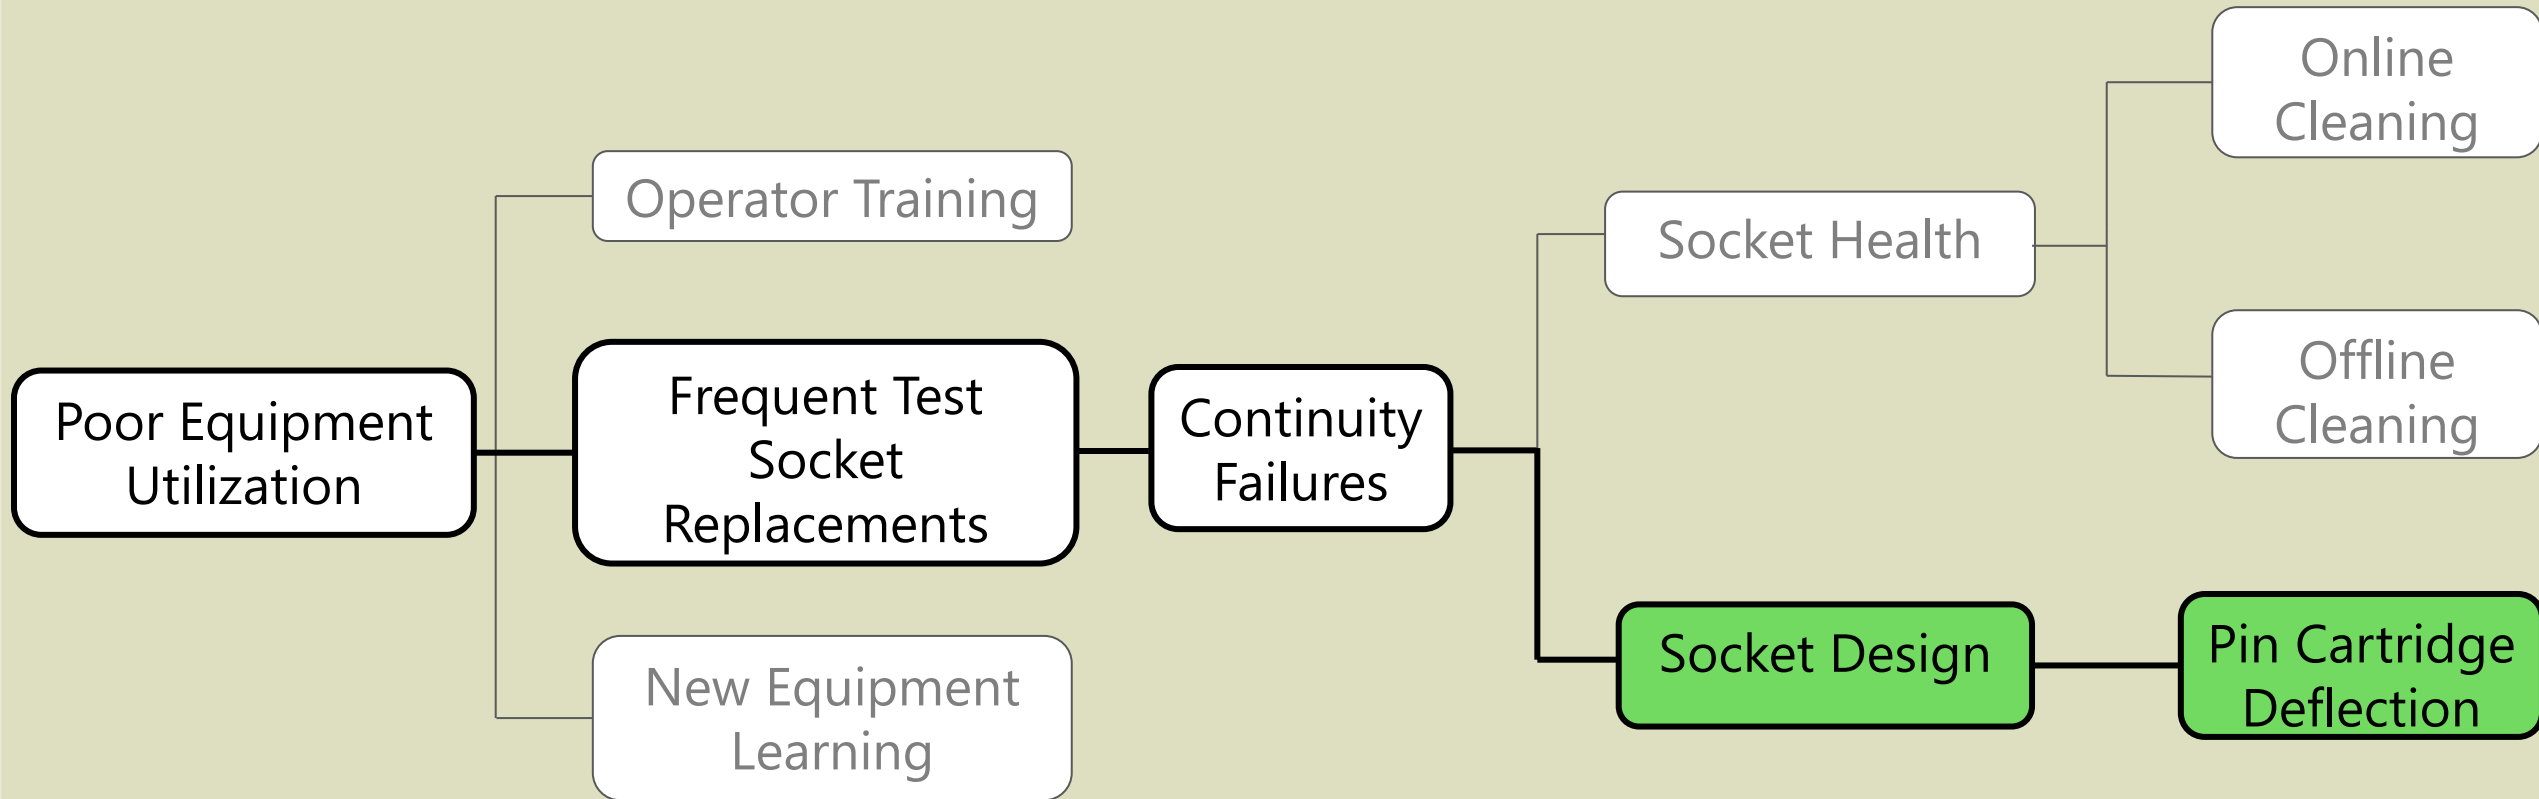 Poor Equipment
Utilization
Operator Training
Frequent Test
Socket
Replacements
New Equipment
Learning
Continuity
Failures
Socket Health
Online
Cleaning
Offline
Cleaning
Socket Design
Pin Cartridge
Deflection